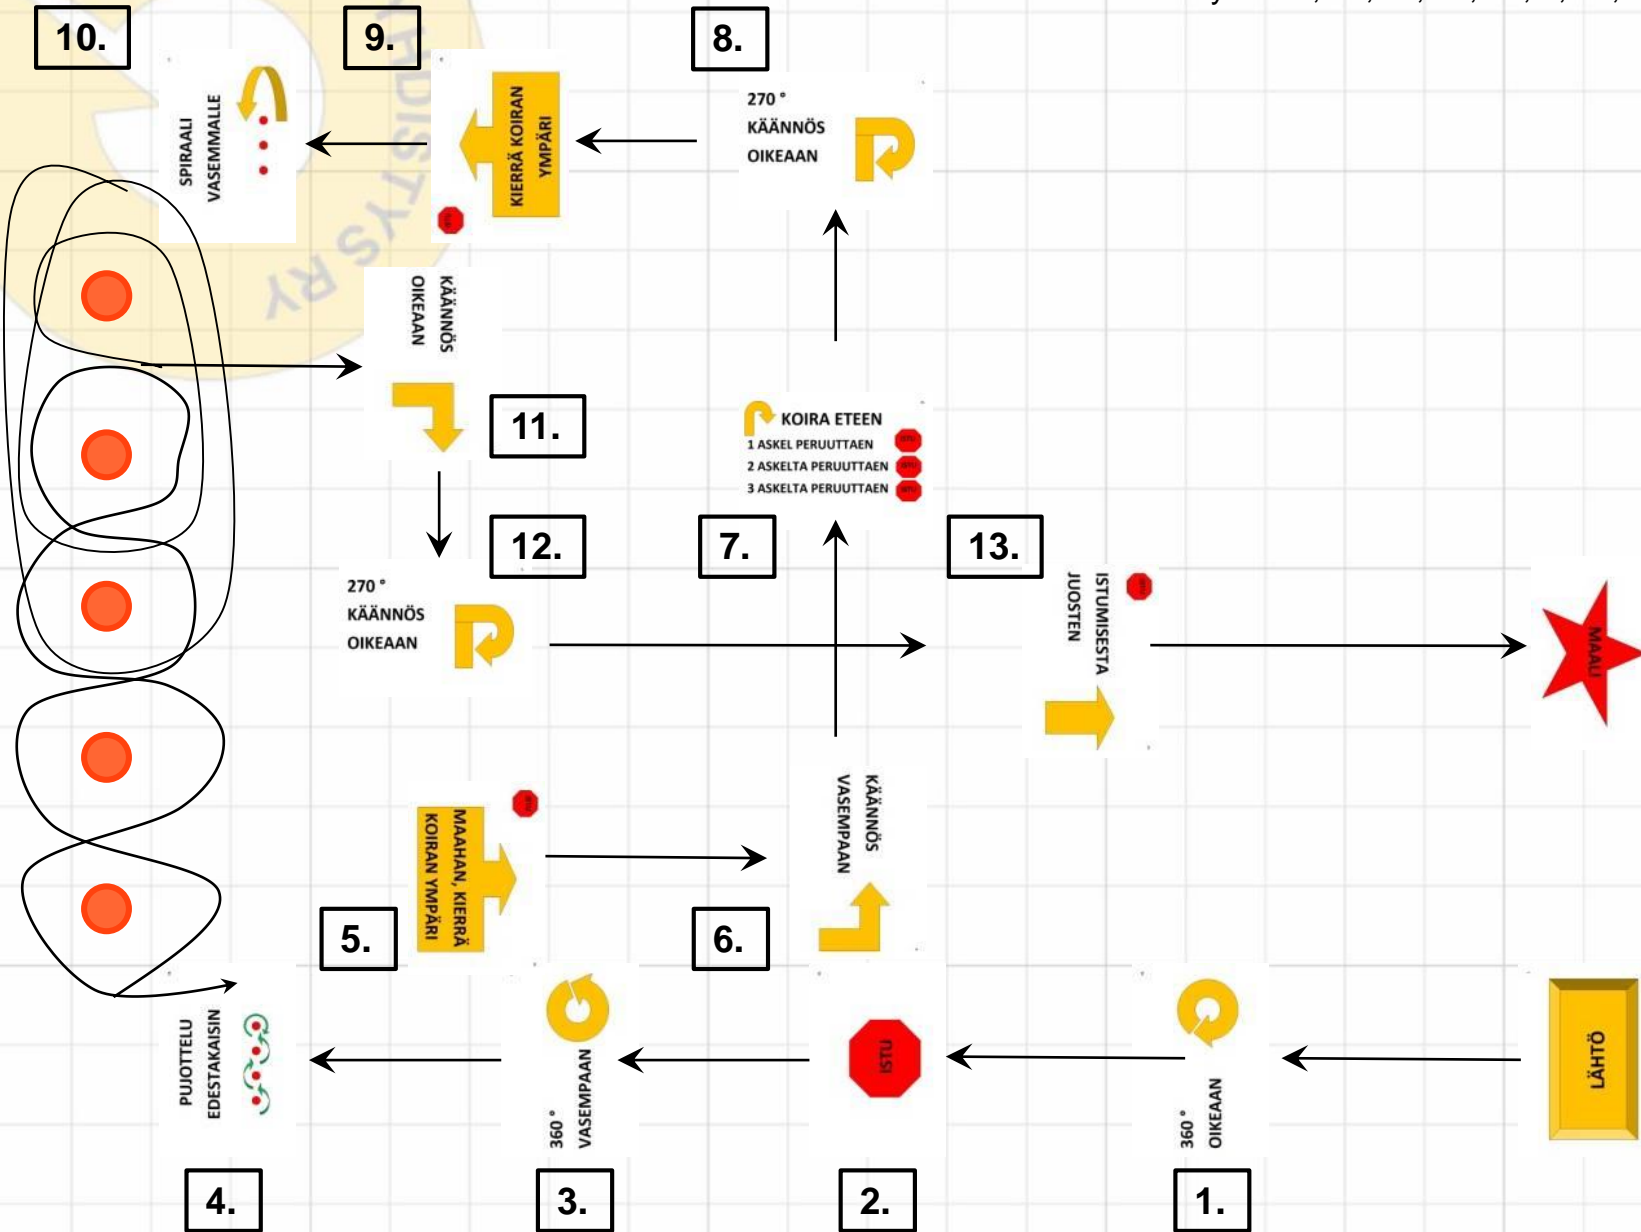 10.
9.
8.
HDISTYS RY
SPIRAALI
VASEMMALLE
KIERRÄ KOIRAN
YMPÄRI
270 °
KÄÄNNÖS
OIKEAAN
KÄÄNNÖS
OIKEAAN
11.
KOIRA ETEEN
1 ASKEL PERUUTTAEN
2 ASKELTA PERUUTTAEN
3 ASKELTA PERUUTTAEN
12.
7.
13.
270 °
KÄÄNNÖS
OIKEAAN
ISTUMISESTA
JUOSTEN
MAALI
MAAHAN, KIERRÄ
KOIRAN YMPÄRI
KÄÄNNÖS
VASEMPAAN
5.
6.
PUJOTTELU
EDESTAKAISIN
360 °
VASEMPAAN
ISTU
360 °
OIKEAAN
LÄHTÖ
4.
3.
2.
1.